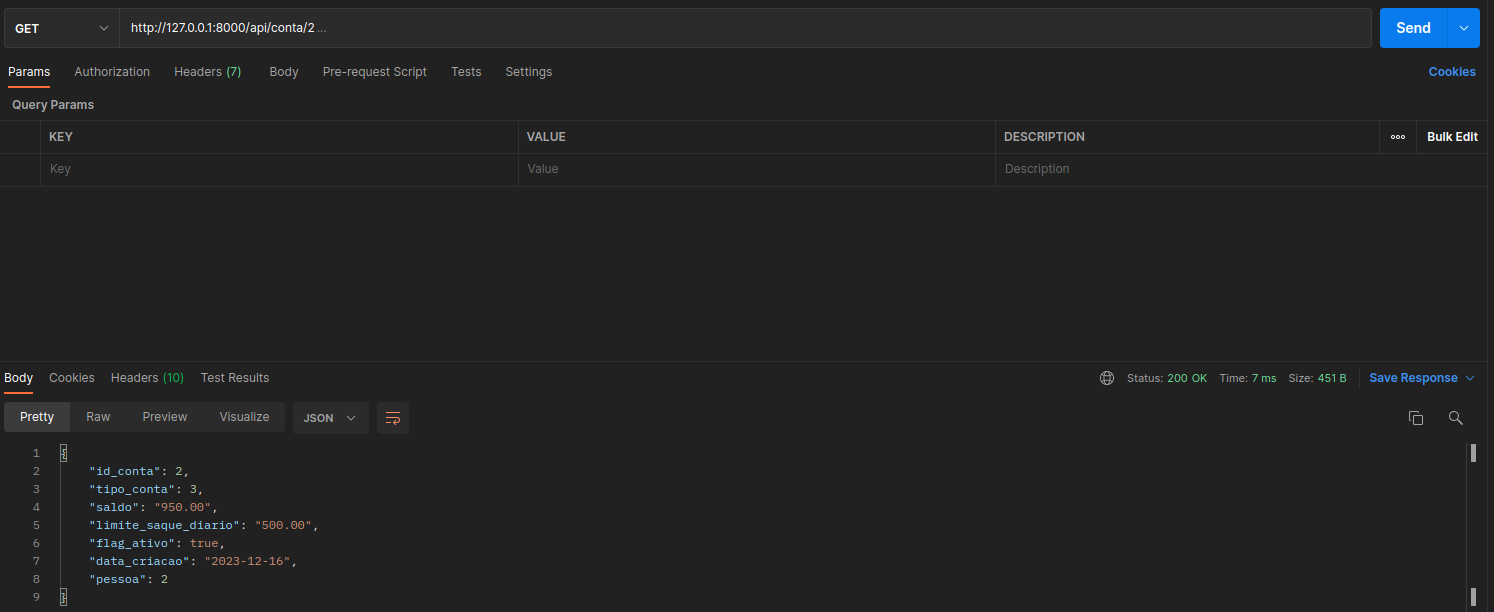 GET http://127.0.0.1:8000/api/conta/2 ... Send
Params Authorization Headers (7) Body Pre-request Script Tests Settings Cookies
Query Params
KEY VALUE DESCRIPTION ooo Bulk Edit
Key Value Description
Body Cookies Headers (10) Test Results Status: 200 OK Time: 7 ms Size: 451 B Save Response
Pretty Raw Preview Visualize JSON
1 {
2 "id_conta": 2,
3 "tipo_conta": 3,
4 "saldo": "950.00",
5 "limite_saque_diario": "500.00",
6 "flag_ativo": true,
7 "data_criacao": "2023-12-16",
8 "pessoa": 2
9 }